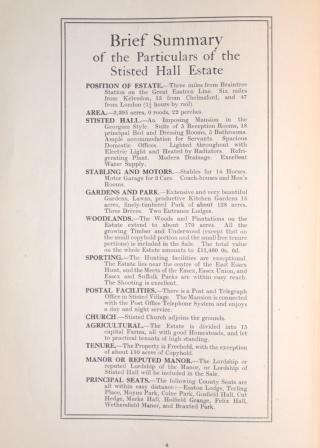 Brief Summary
of the Particulars of the
Stisted Hall Estate
POSITION OF ESTATE.—Three miles from Braintree
Station on the Great Eastern Line. Six miles
from Kelvedon, 13 from Chelmsford, and 47
from London (1½ hours by rail).
AREA.—3,305 acres, 0 roods, 22 perches.
STISTED HALL.—An Imposing Mansion in the
Georgian Style. Suite of 5 Reception Rooms, 18
principal Bed and Dressing Rooms, 5 Bathrooms.
Ample accommodation for Servants. Spacious
Domestic Offices. Lighted throughout with
Electric Light and Heated by Radiators. Refri-
gerating Plant. Modern Drainage. Excellent
Water Supply.
STABLING AND MOTORS.—Stables for 14 Horses.
Motor Garage for 3 Cars. Coach-houses and Men's
Rooms.
GARDENS AND PARK.—Extensive and very beautiful
Gardens, Lawns, productive Kitchen Gardens 15
acres, finely-timbered Park of about 128 acres.
Three Drives. Two Entrance Lodges.
WOODLANDS.—The Woods and Plantations on the
Estate extend to about 170 acres. All the
growing Timber and Underwood (except that on
the small copyhold portion and the small free tenure
portions) is included in the Sale. The total value
on the whole Estate amounts to £11,460 0s. 6d.
SPORTING.—The Hunting facilities are exceptional.
The Estate lies near the centre of the East Essex
Hunt, and the Meets of the Essex, Essex Union, and
Essex and Suffolk Packs are within easy reach.
The Shooting is excellent.
POSTAL FACILITIES.—There is a Post and Telegraph
Office in Stisted Village. The Mansion is connected
with the Post Office Telephone System and enjoys
a day and night service.
CHURCH.—Stisted Church adjoins the grounds.
AGRICULTURAL.—The Estate is divided into 15
capital Farms, all with good Homesteads, and let
to practical tenants of high standing.
TENURE.—The Property is Freehold, with the exception
of about 110 acres of Copyhold.
MANOR OR REPUTED MANOR.—The Lordship or
reputed Lordship of the Manor, or Lordship of
Stisted Hall will be included in the Sale.
PRINCIPAL SEATS.—The following County Seats are
all within easy distance:—Easton Lodge, Terling
Place, Moyns Park, Colne Park, Gosfield Hall, Cut
Hedge, Marks Hall, Hatfield Grange, Felix Hall,
Wethersfield Manor, and Braxted Park.
4